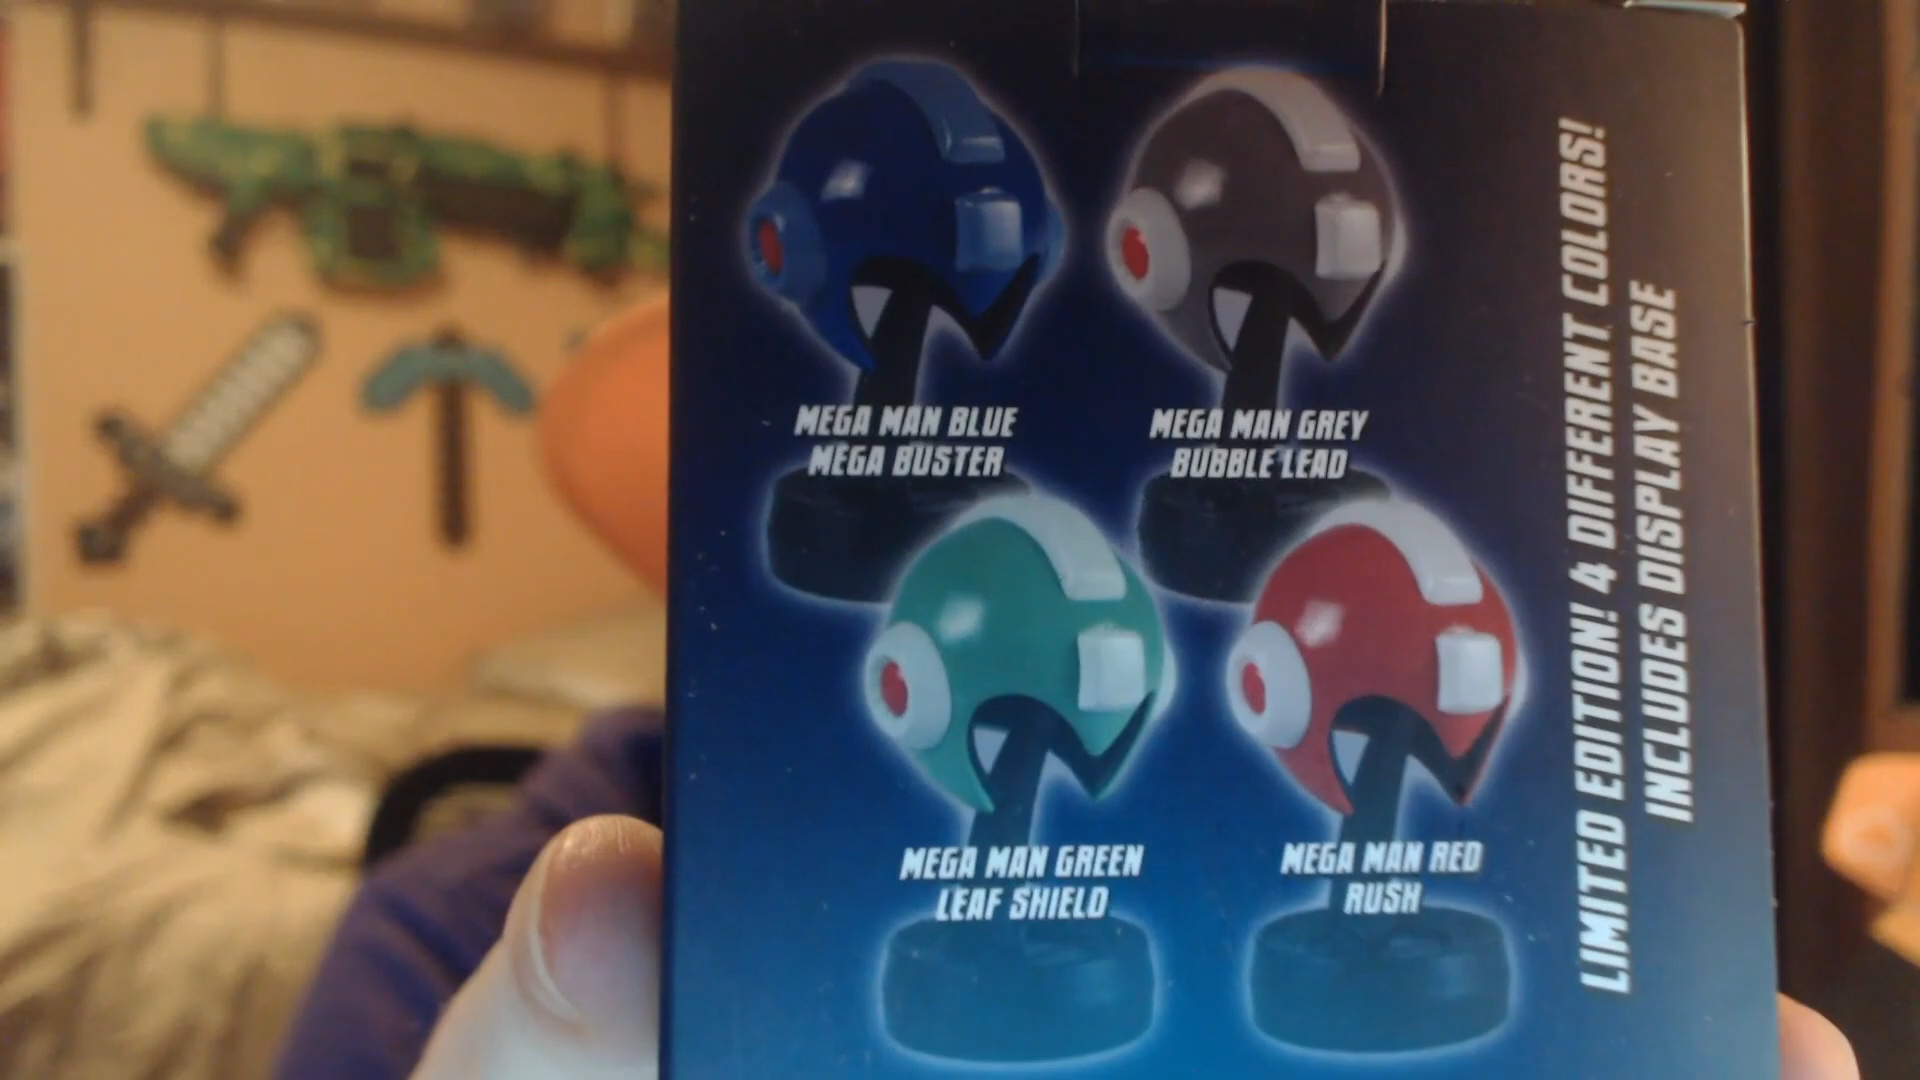 MEGA MAN BLUE
MEGA BUSTER
MEGA MAN GREY
BUBBLE LEAD
MEGA MAN GREEN
LEAF SHIELD
MEGA MAN RED
RUSH
LIMITED EDITION! 4 DIFFERENT COLORS!
INCLUDES DISPLAY BASE